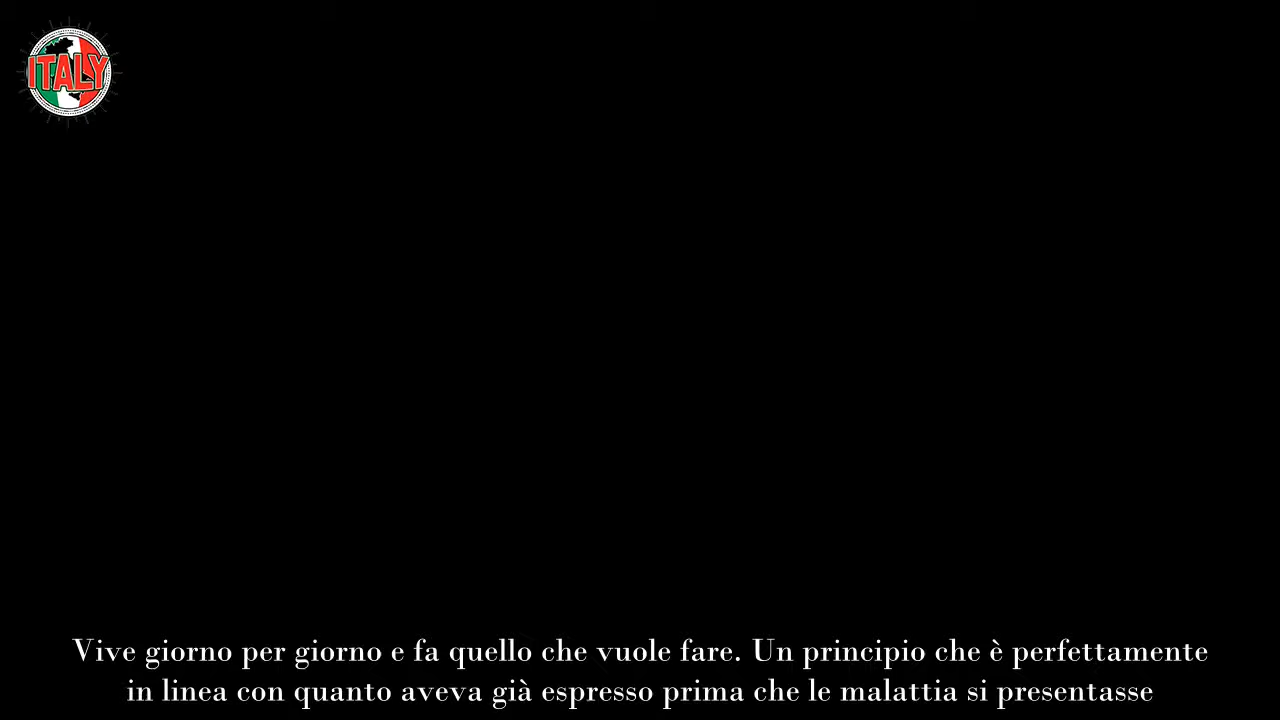 ITALY
Vive giorno per giorno e fa quello che vuole fare. Un principio che è perfettamente
in linea con quanto aveva già espresso prima che le malattia si presentasse